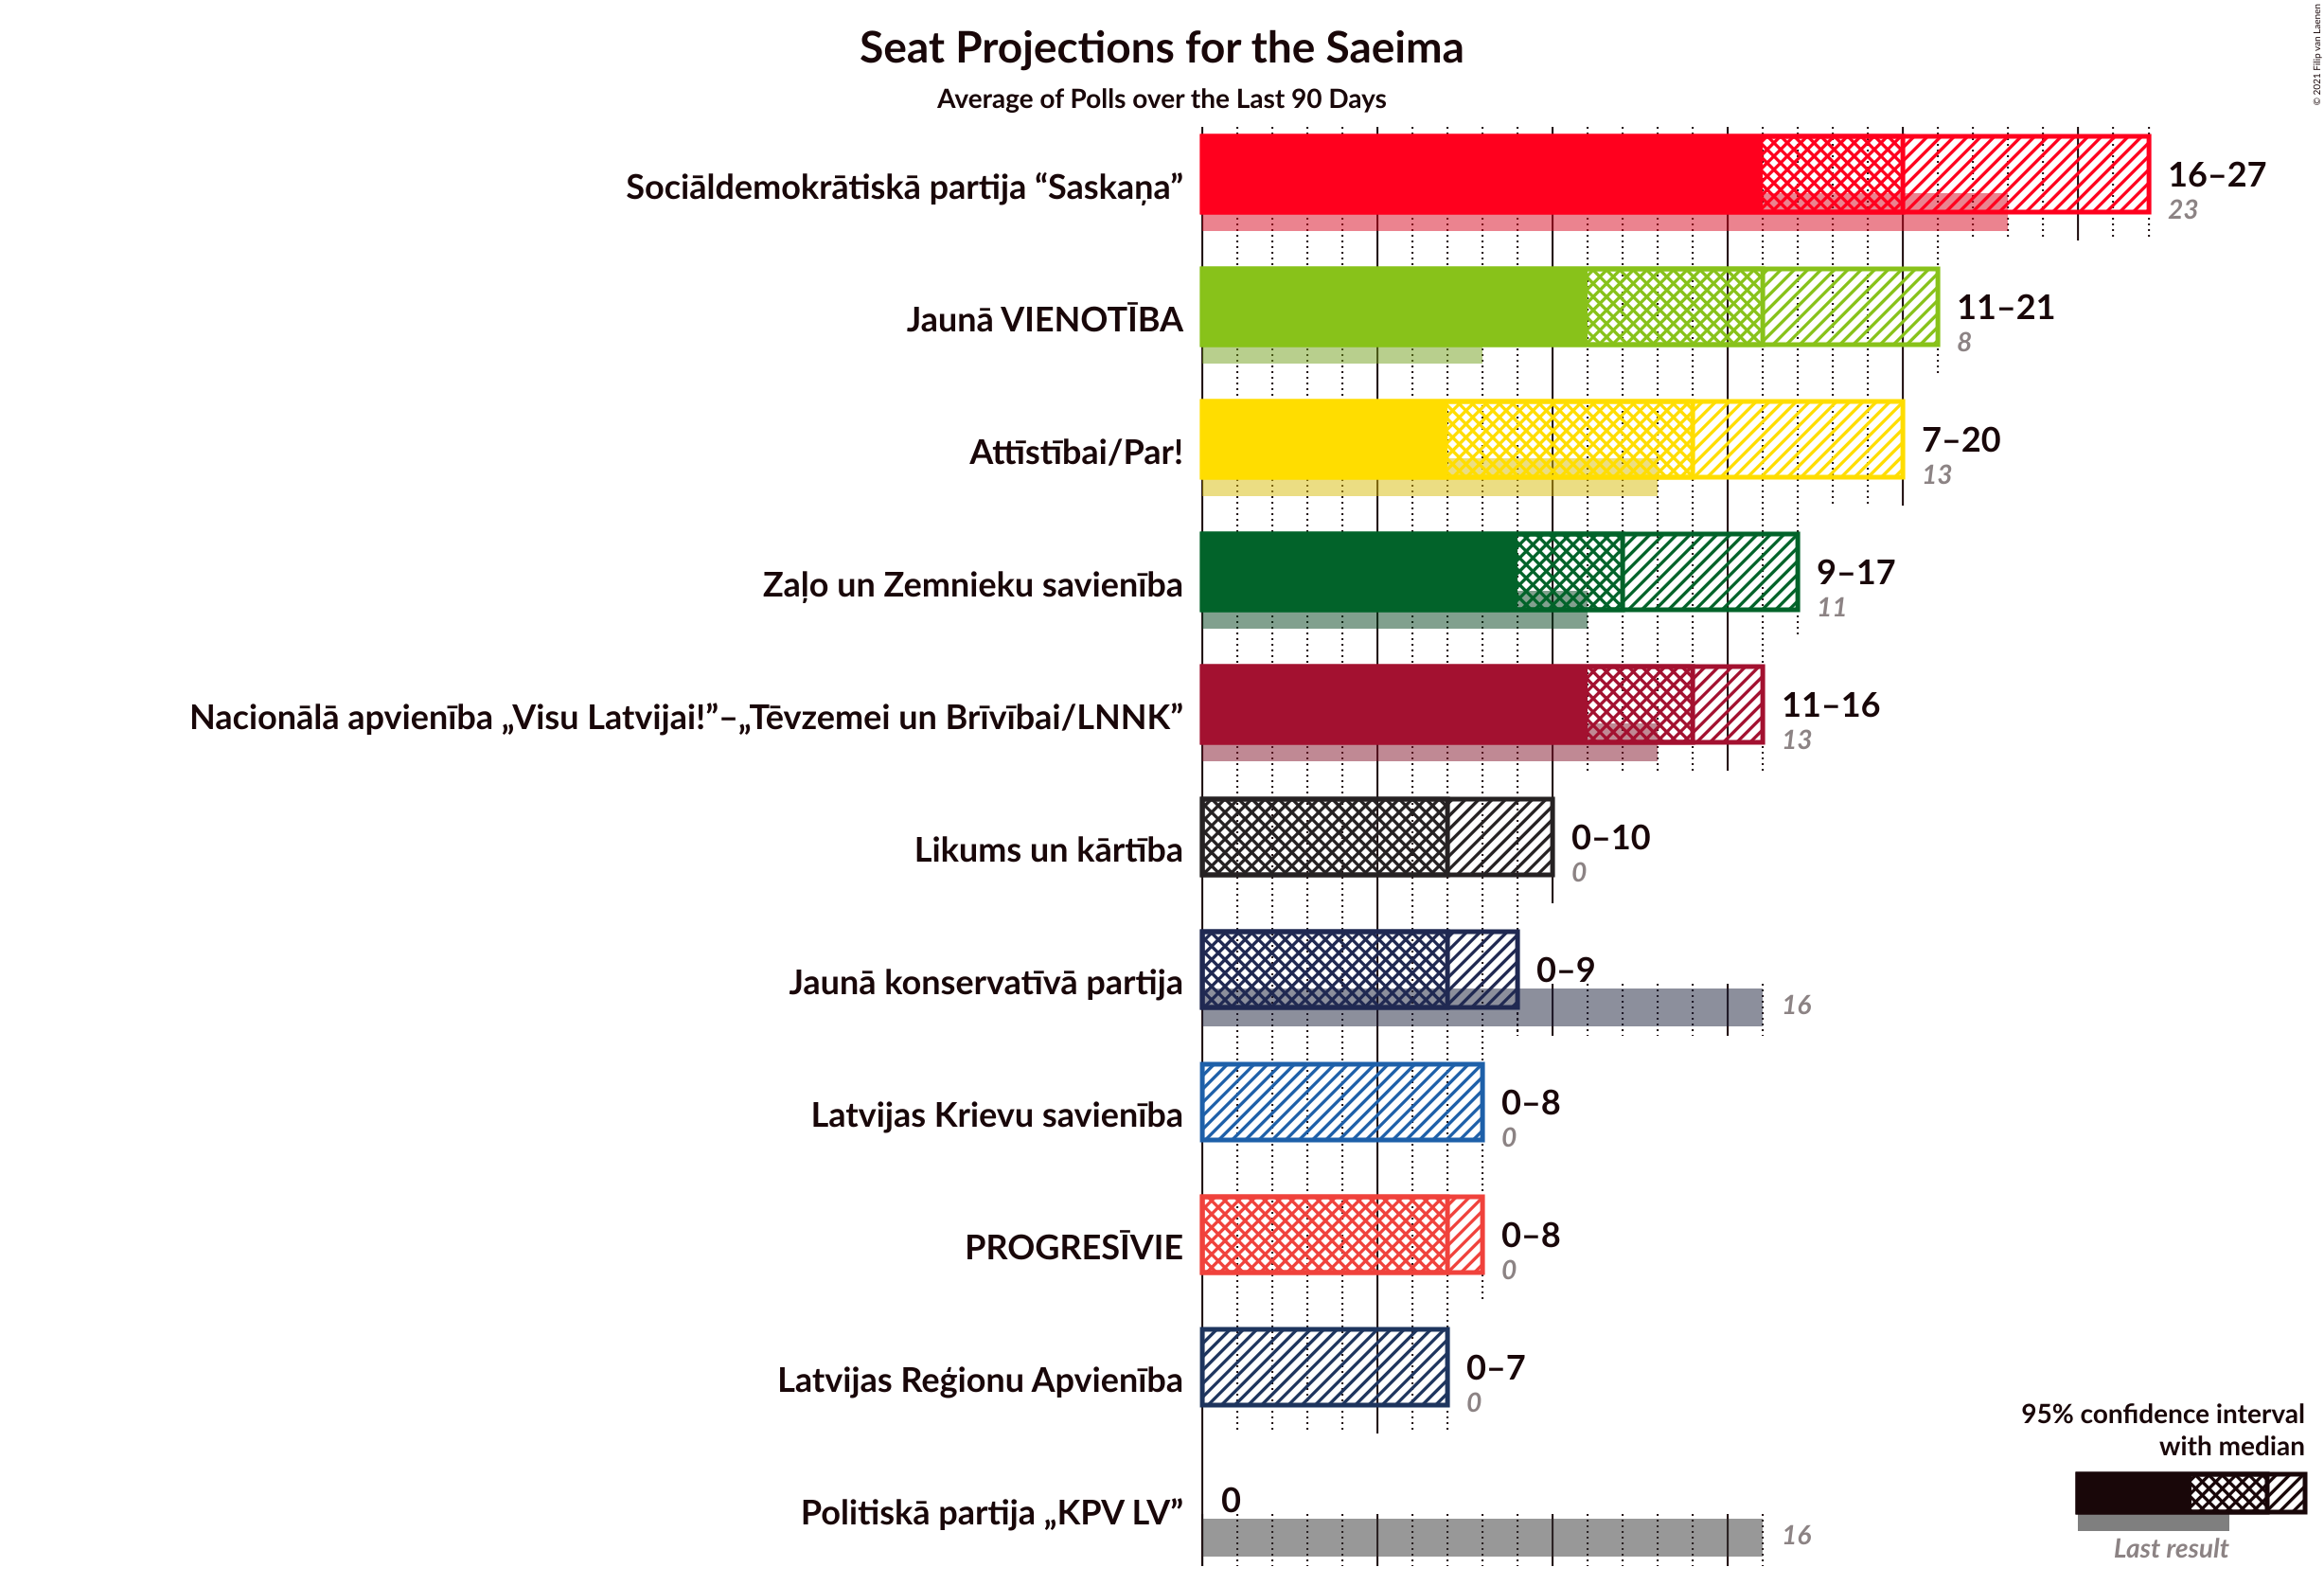 Seat Projections for the Saeima
Average of Polls over the Last 90 Days
© 2021 Filip van Laenen
Sociāldemokrātiskā partija “Saskaņa”
16–27
23
Jaunā VIENOTĪBA
11–21
8
Attīstībai/Par!
7–20
13
Zaļo un Zemnieku savienība
9–17
11
Nacionālā apvienība „Visu Latvijai!”–„Tēvzemei un Brīvībai/LNNK”
11–16
13
Likums un kārtība
0–10
0
Jaunā konservatīvā partija
0–9
16
Latvijas Krievu savienība
0–8
0
PROGRESĪVIE
0–8
0
Latvijas Reģionu Apvienība
0–7
0
Politiskā partija „KPV LV”
0
16
95% confidence interval
with median
Last result